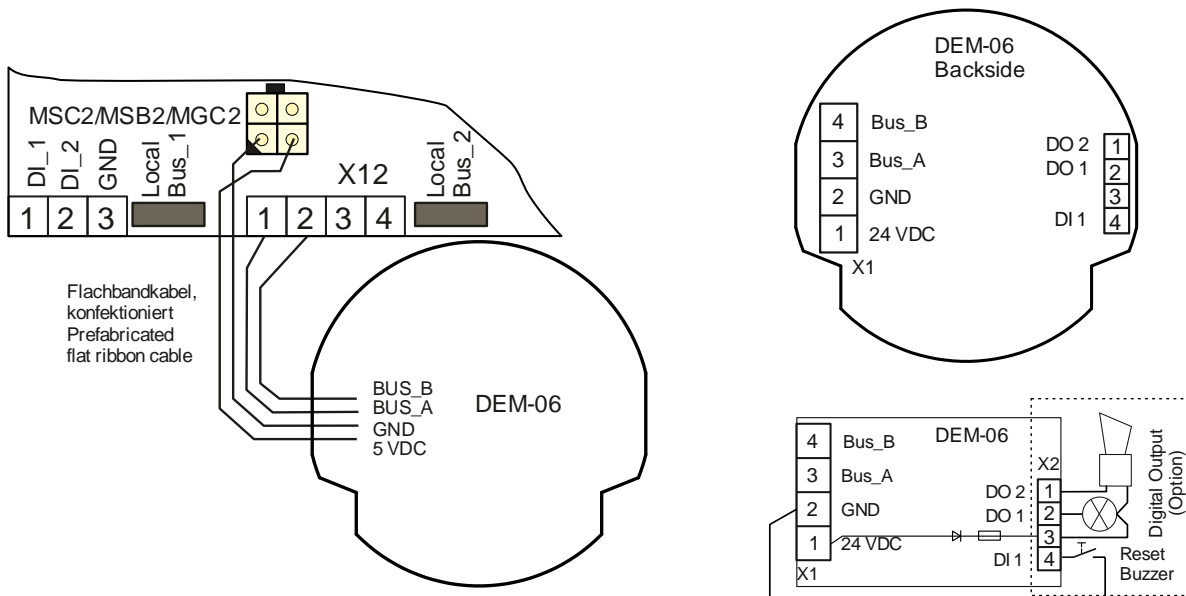 MSC2/MSB2/MGC2
DI_1
DI_2
GND
Local
Bus_1
X12
Local
Bus_2
1 2 3
1 2 3 4
Flachbandkabel,
konfektioniert
Prefabricated
flat ribbon cable
BUS_B
BUS_A
GND
5 VDC
DEM-06
DEM-06
Backside
4 Bus_B
3 Bus_A
2 GND
1 24 VDC
X1
DO 2 1
DO 1 2
3
DI 1 4
DEM-06
4 Bus_B
3 Bus_A
2 GND
1 24 VDC
X1
X2
DO 2 1
DO 1 2
3
DI 1 4
Digital Output
(Option)
Reset
Buzzer